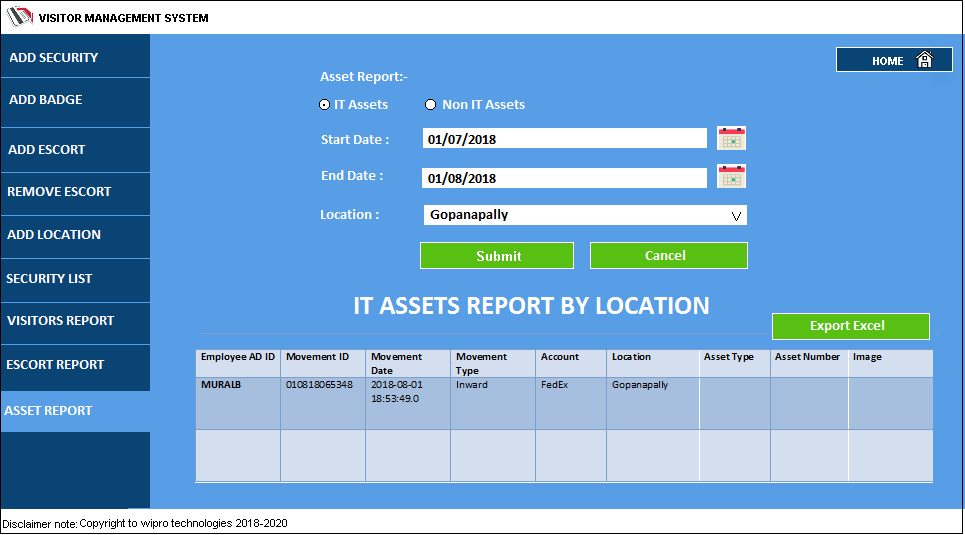 VISITOR MANAGEMENT SYSTEM
HOME
ADD SECURITY
ADD BADGE
ADD ESCORT
REMOVE ESCORT
ADD LOCATION
SECURITY LIST
VISITORS REPORT
ESCORT REPORT
ASSET REPORT
Asset Report:-
IT Assets Non IT Assets
Start Date : 01/07/2018
End Date : 01/08/2018
Location : Gopanapally
Submit Cancel
IT ASSETS REPORT BY LOCATION
Export Excel
Employee AD ID Movement ID Movement Date Movement Type Account Location Asset Type Asset Number Image
MURALB 010818065348 2018-08-01 18:53:49.0 Inward FedEx Gopanapally
Disclaimer note: Copyright to wipro technologies 2018-2020